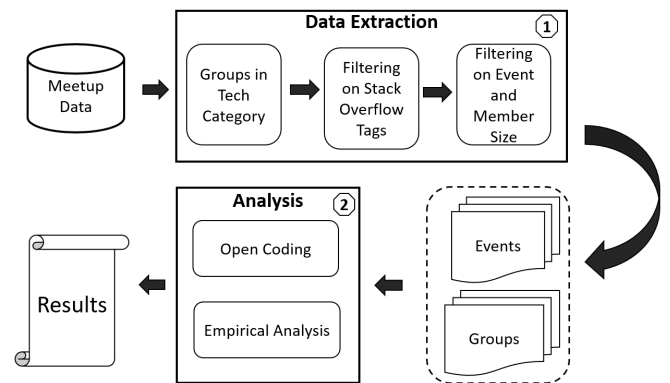 Data Extraction
1
Meetup
Data
Groups in
Tech
Category
Filtering
on Stack
Overflow
Tags
Filtering
on Event
and
Member
Size
Analysis
2
Open Coding
Empirical Analysis
Events
Groups
Results